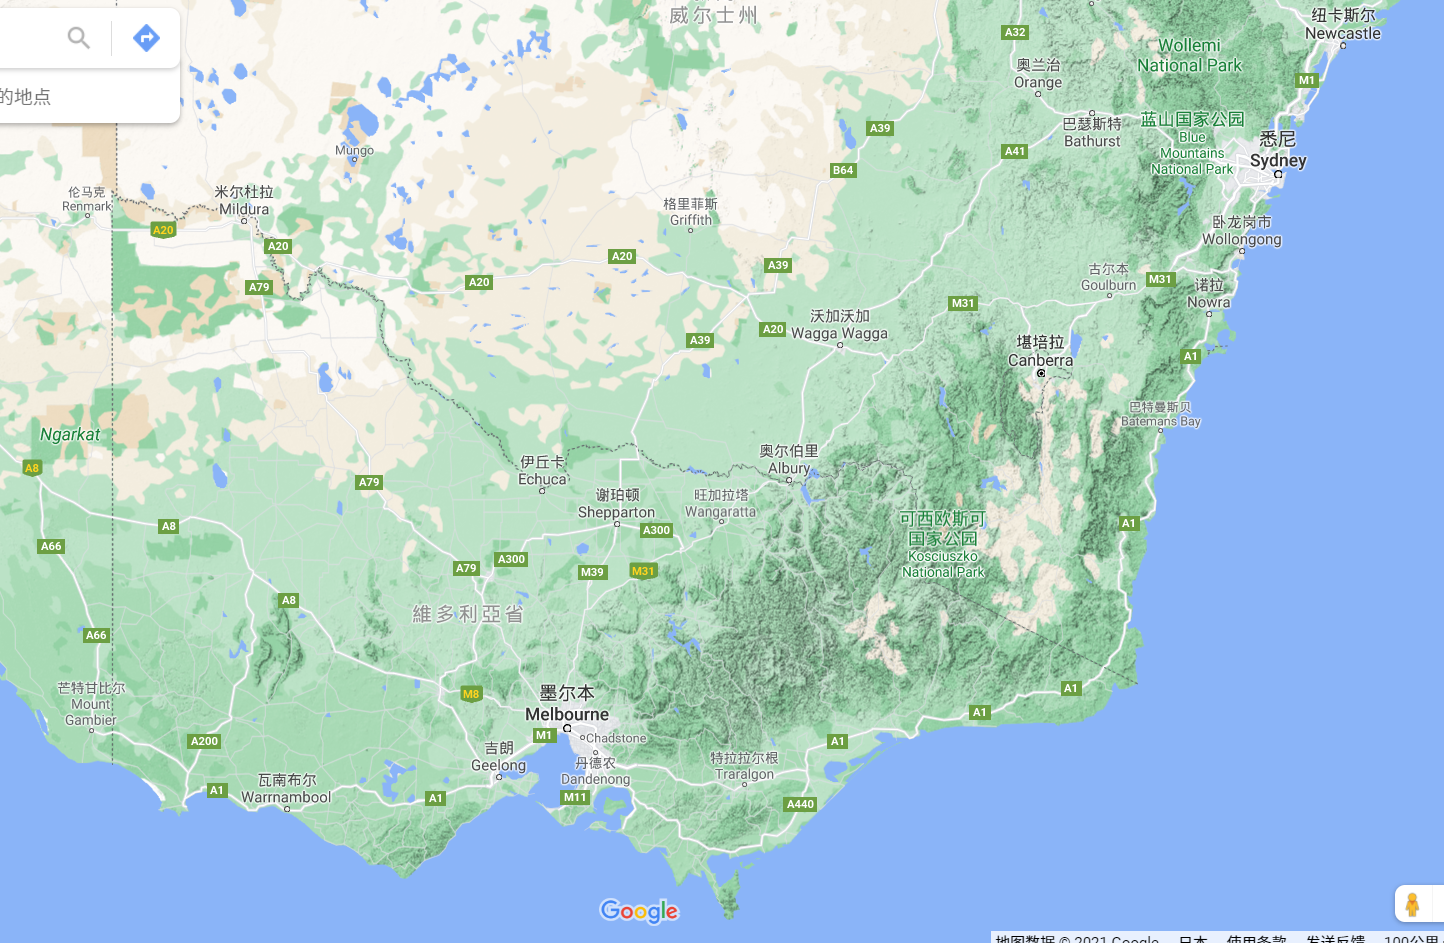 威尔士州
纽卡斯尔
Newcastle
A32
Wollemi
National Park
奥兰治
Orange
M1
的地点
蓝山国家公园
Blue
Mountains
National Park
巴瑟斯特
Bathurst
A39
悉尼
Sydney
Mungo
A41
B64
伦马克
Renmark
米尔杜拉
Mildura
格里菲斯
Griffith
A20
A20
卧龙岗市
Wollongong
A20
A39
古尔本
Goulburn
M31
A79
A20
诺拉
Nowra
M31
沃加沃加
Wagga Wagga
A20
A39
堪培拉
Canberra
A1
巴特曼斯贝
Batemans Bay
Ngarkat
奥尔伯里
Albury
A8
伊丘卡
Echuca
A79
谢珀顿
Shepparton
旺加拉塔
Wangaratta
可西欧斯可
国家公园
Kosciuszko
National Park
A8
A300
A1
A66
A300
A79
M39
M31
A8
維多利亞省
A66
芒特甘比尔
Mount
Gambier
M8
墨尔本
Melbourne
A1
A1
A200
M1
Chadstone
A1
吉朗
Geelong
丹德农
Dandenong
特拉拉尔根
Traralgon
瓦南布尔
Warrnambool
A1
A1
M11
A440
Google
地图数据 © 2021 Google
日本
使用条款
发送反馈
100公里